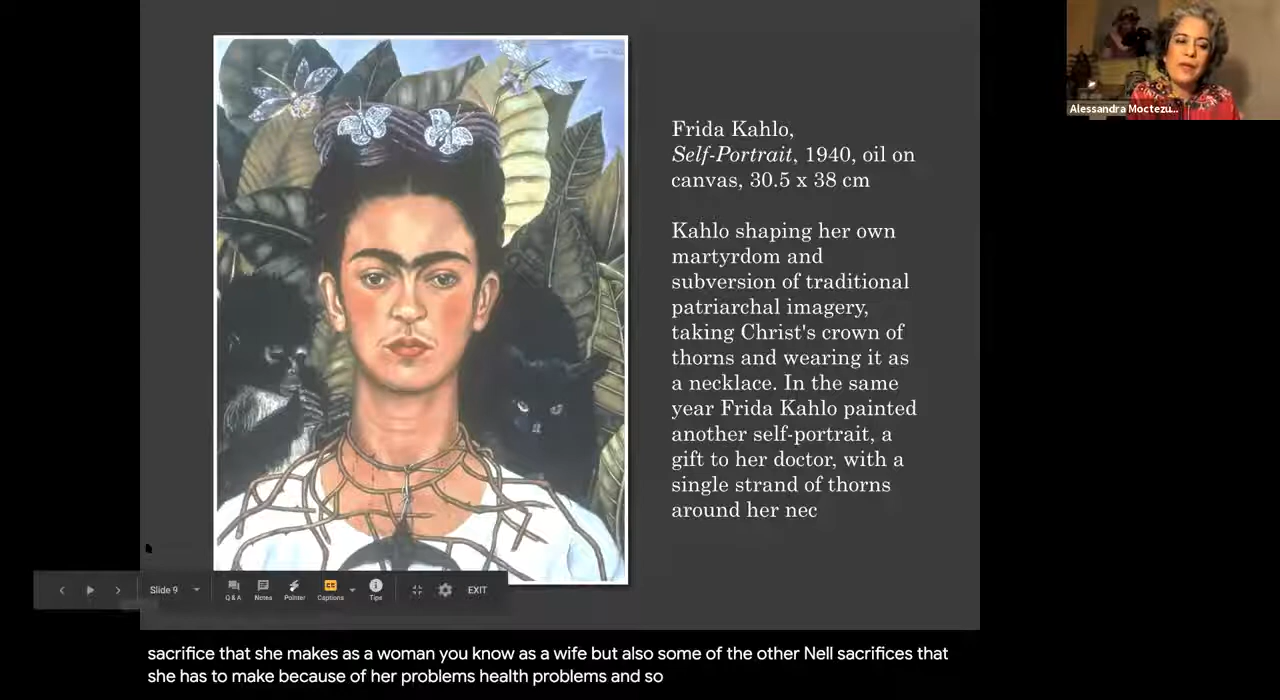 Alessandra Moctezu...
Frida Kahlo,
Self-Portrait, 1940, oil on
canvas, 30.5 x 38 cm
Kahlo shaping her own
martyrdom and
subversion of traditional
patriarchal imagery,
taking Christ's crown of
thorns and wearing it as
a necklace. In the same
year Frida Kahlo painted
another self-portrait, a
gift to her doctor, with a
single strand of thorns
around her nec
Slide 9
Q & A
Notes
Pointer
CC
Captions
Tips
EXIT
sacrifice that she makes as a woman you know as a wife but also some of the other Nell sacrifices that
she has to make because of her problems health problems and so